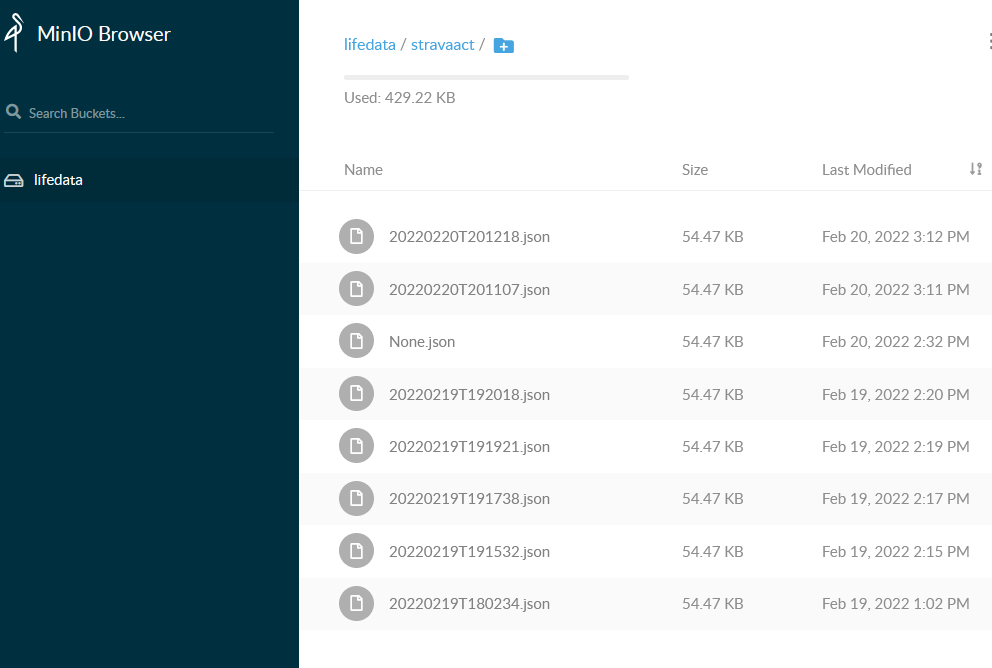 MinIO Browser
Search Buckets...
lifedata
lifedata / stravaact /
Used: 429.22 KB
Name Size Last Modified
20220220T201218.json 54.47 KB Feb 20, 2022 3:12 PM
20220220T201107.json 54.47 KB Feb 20, 2022 3:11 PM
None.json 54.47 KB Feb 20, 2022 2:32 PM
20220219T192018.json 54.47 KB Feb 19, 2022 2:20 PM
20220219T191921.json 54.47 KB Feb 19, 2022 2:19 PM
20220219T191738.json 54.47 KB Feb 19, 2022 2:17 PM
20220219T191532.json 54.47 KB Feb 19, 2022 2:15 PM
20220219T180234.json 54.47 KB Feb 19, 2022 1:02 PM